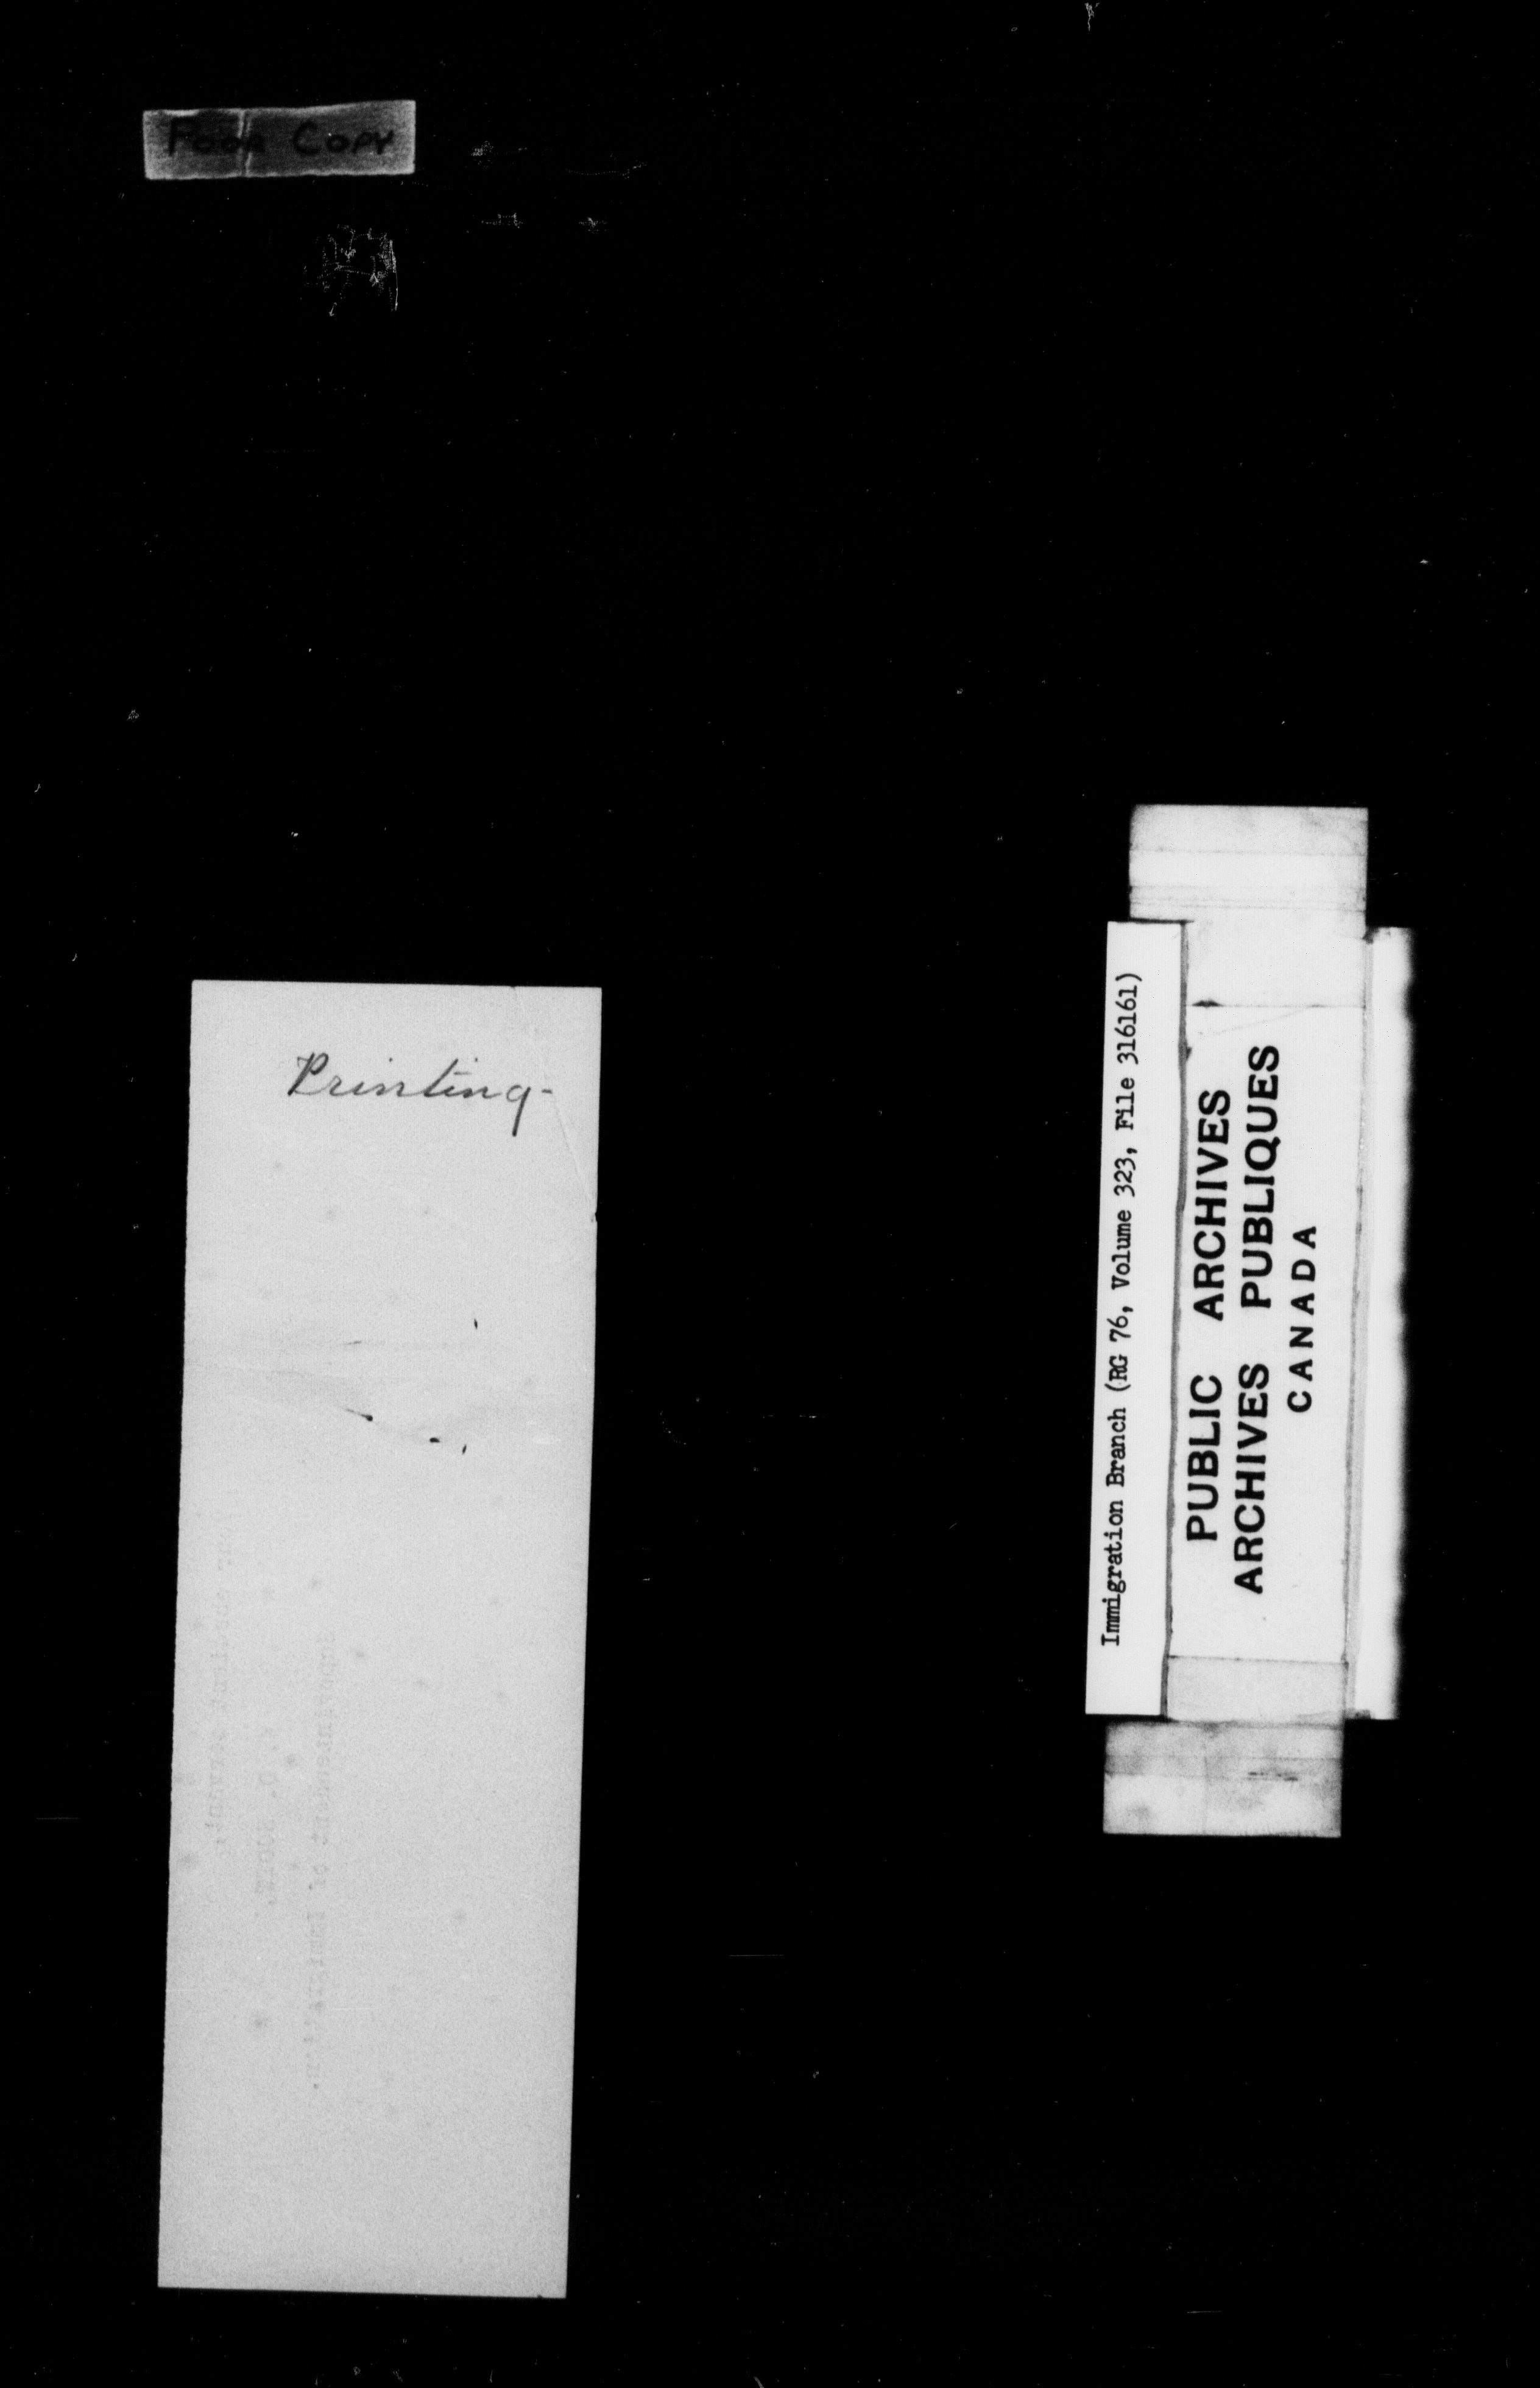 Poor Copy
Printing-
Immigration Branch (RG 76, Volume 323, File 316161)
PUBLIC ARCHIVES
ARCHIVES PUBLIQUES
CANADA